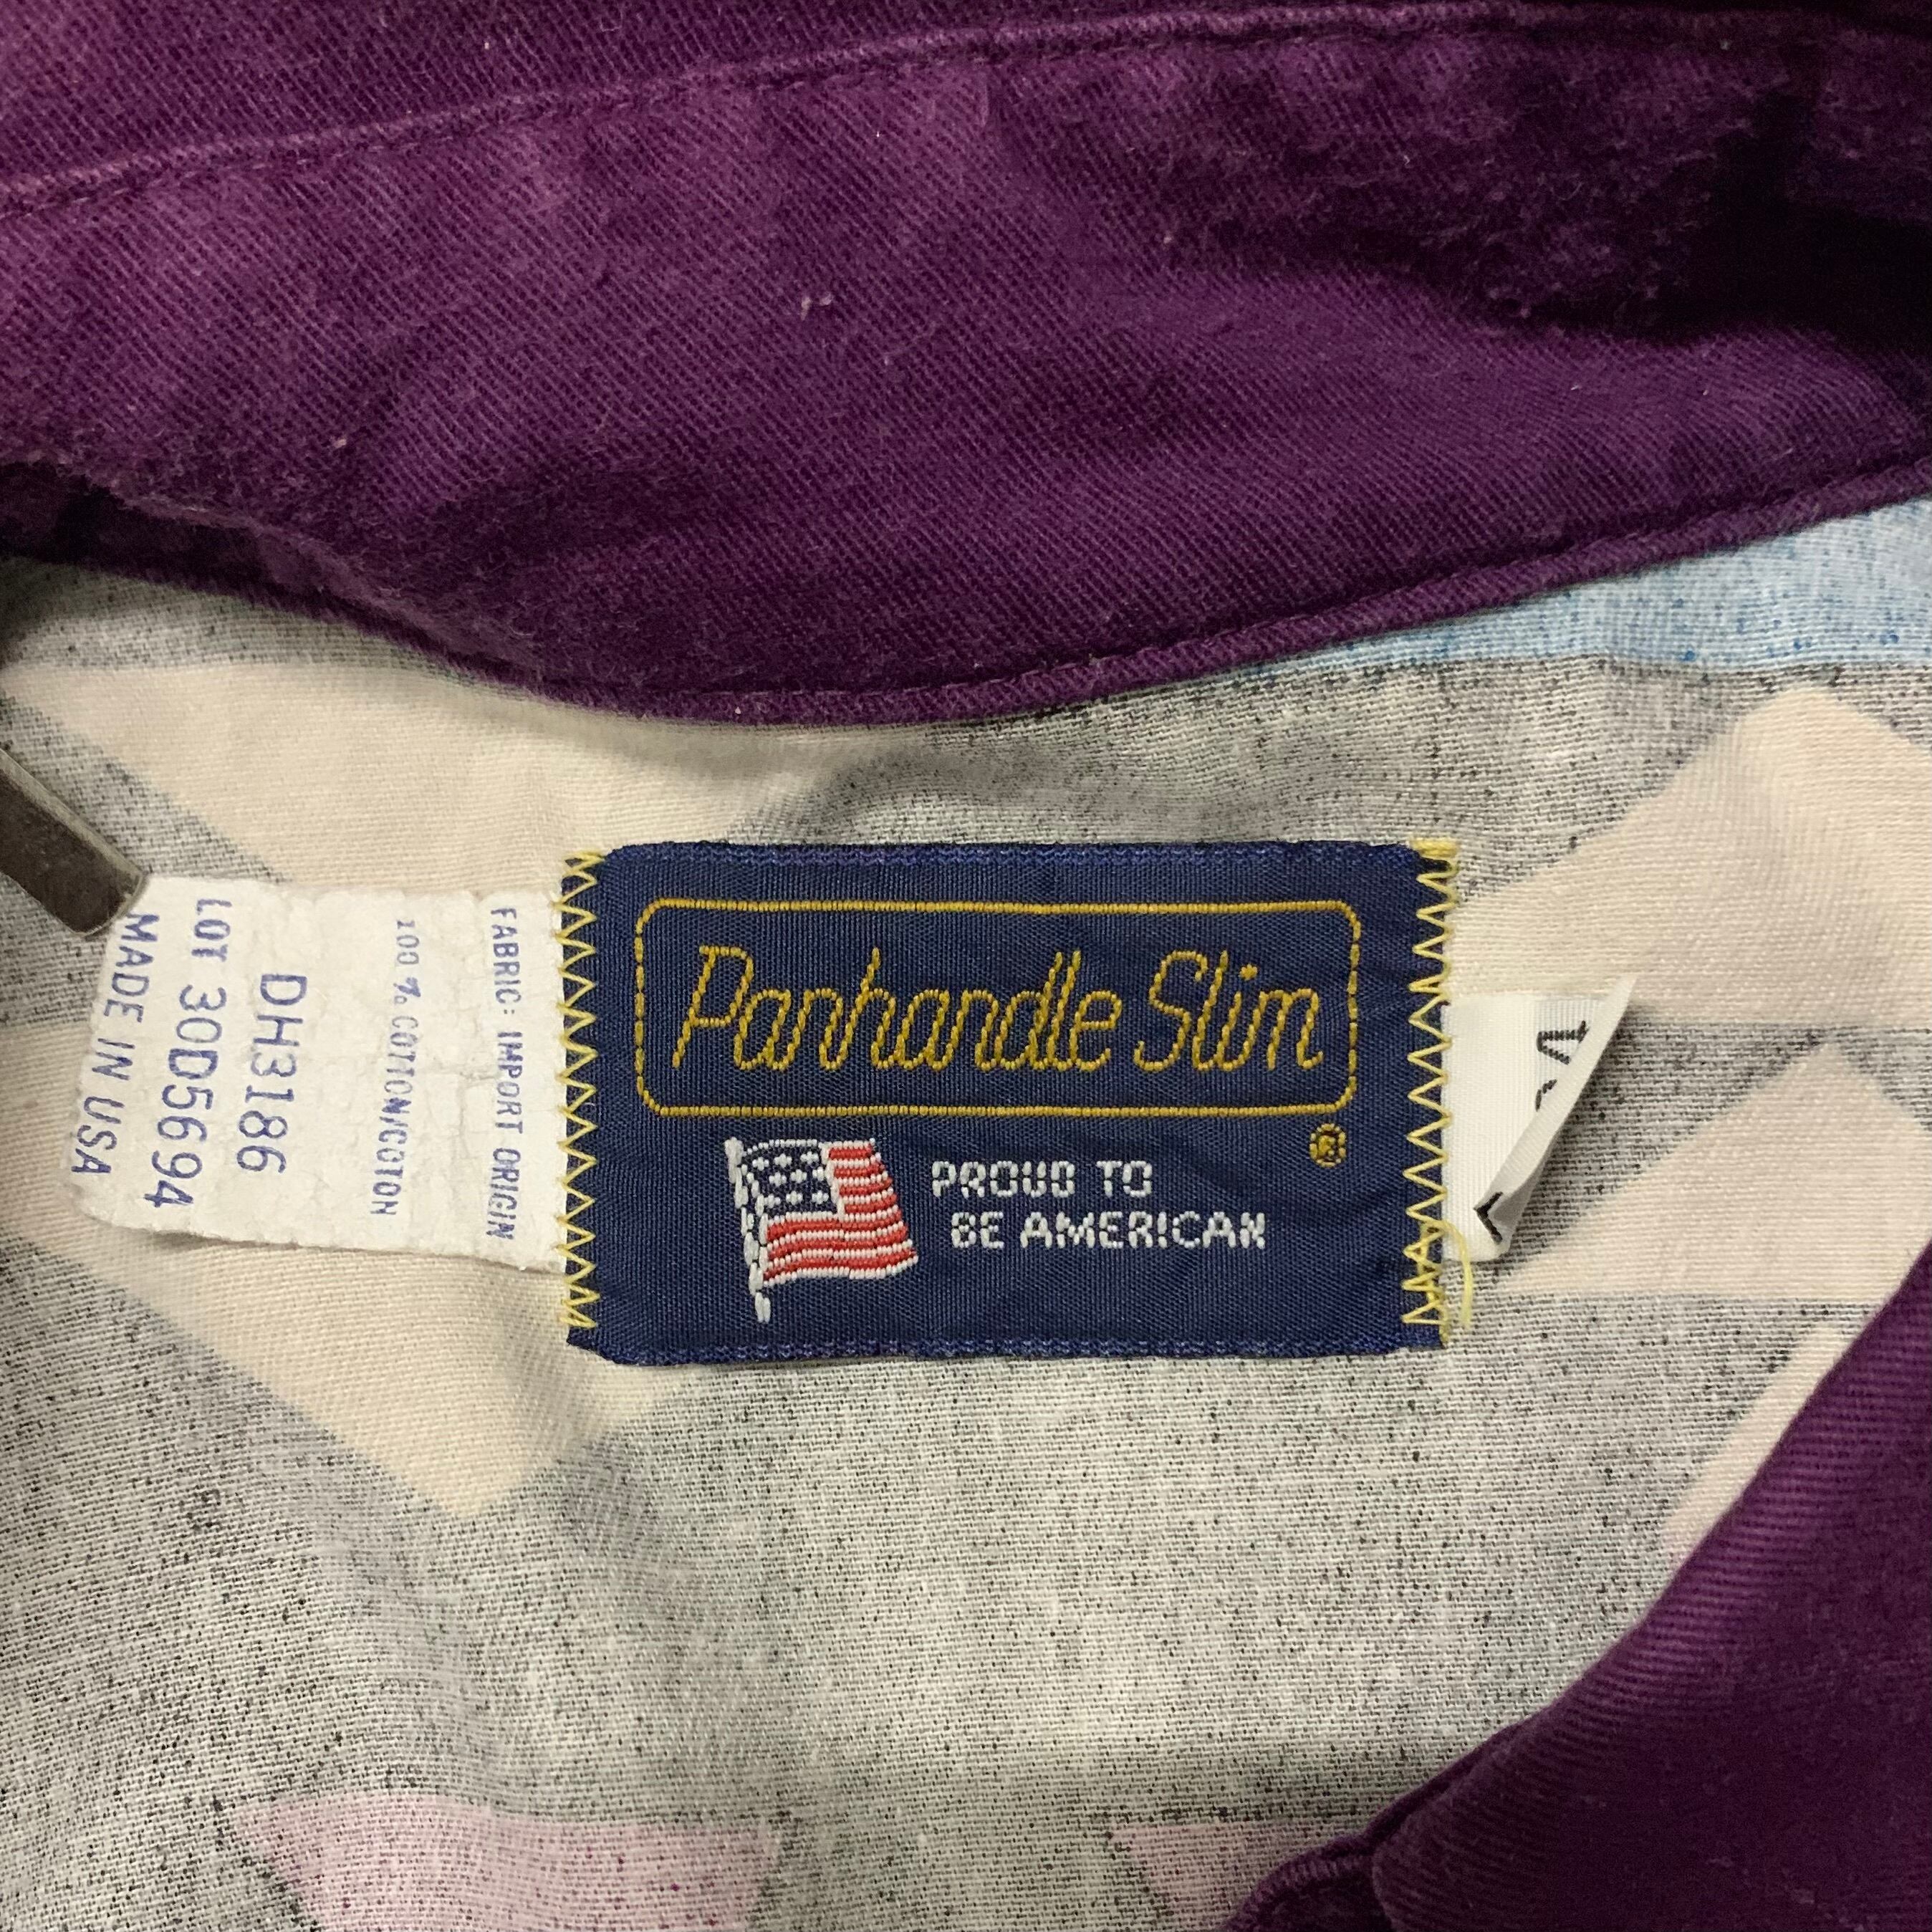 Panhandle Slim
®
PROUD TO
BE AMERICAN
FABRIC: IMPORT ORIGIN
100% COTTON/COTON
DH3186
LOT 30D5694
MADE IN USA